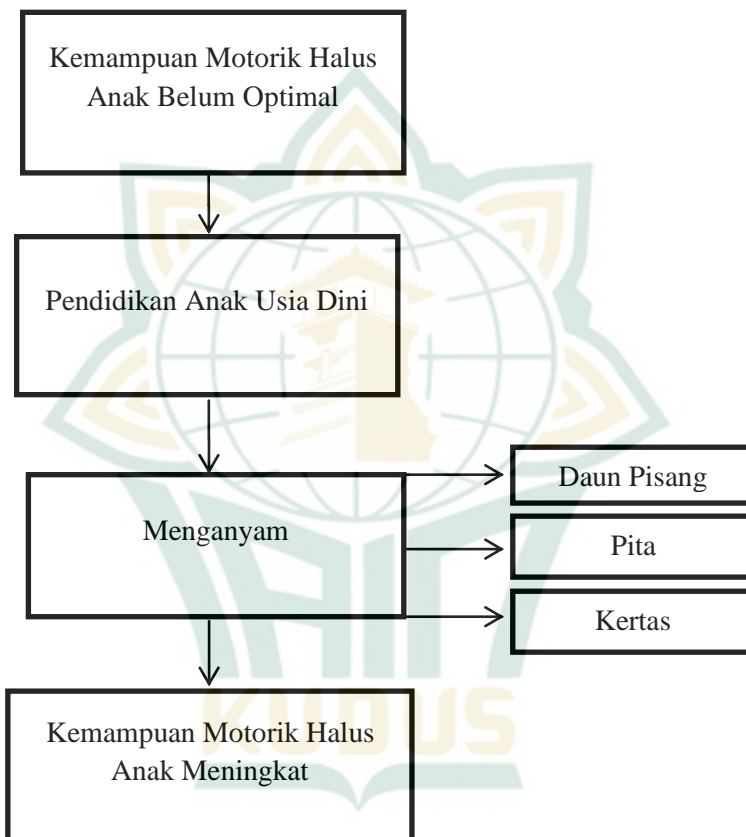 Kemampuan Motorik Halus
Anak Belum Optimal
Pendidikan Anak Usia Dini
Menganyam
Daun Pisang
Pita
Kertas
Kemampuan Motorik Halus
Anak Meningkat
IAIN
KUDUS